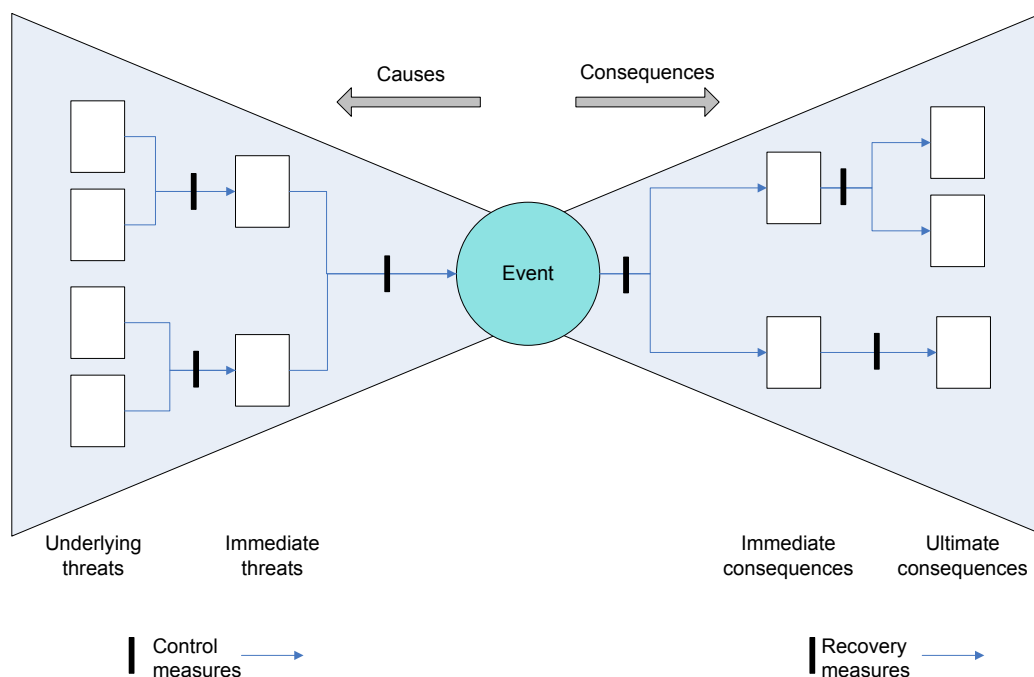 Causes
Consequences
Event
Underlying
threats
Immediate
threats
Immediate
consequences
Ultimate
consequences
Control
measures
Recovery
measures